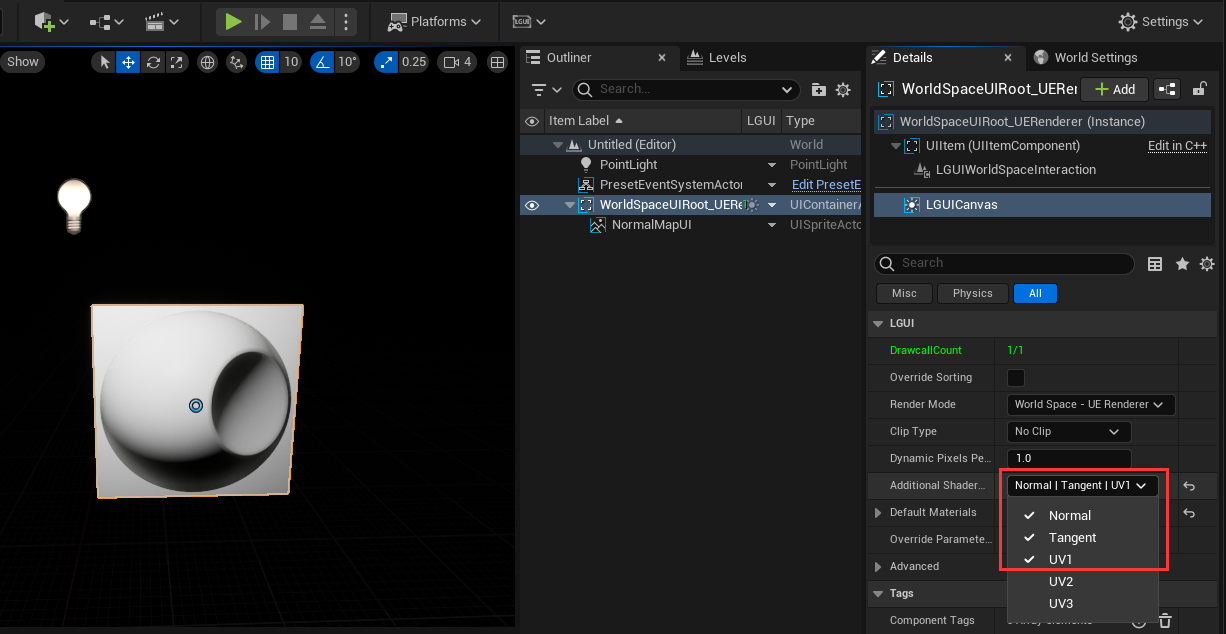 Platforms
LGUI
Settings
Show
10
10°
0.25
4
Outliner
Levels
Search...
Item Label
LGUI
Type
Untitled (Editor)
World
PointLight
PointLight
PresetEventSystemActor
Edit PresetE
WorldSpaceUIRoot_UERe
UIContainerA
NormalMapUI
UISpriteActo
Details
World Settings
WorldSpaceUIRoot_UERer
Add
WorldSpaceUIRoot_UERenderer (Instance)
UIItem (UIItemComponent)
Edit in C++
LGUIWorldSpaceInteraction
LGUICanvas
Search
Misc
Physics
All
LGUI
DrawcallCount
1/1
Override Sorting
Render Mode
World Space - UE Renderer
Clip Type
No Clip
Dynamic Pixels Pe...
1.0
Additional Shader...
Normal | Tangent | UV1
Normal
Default Materials
Tangent
Override Paramete...
UV1
Advanced
UV2
Tags
UV3
Component Tags